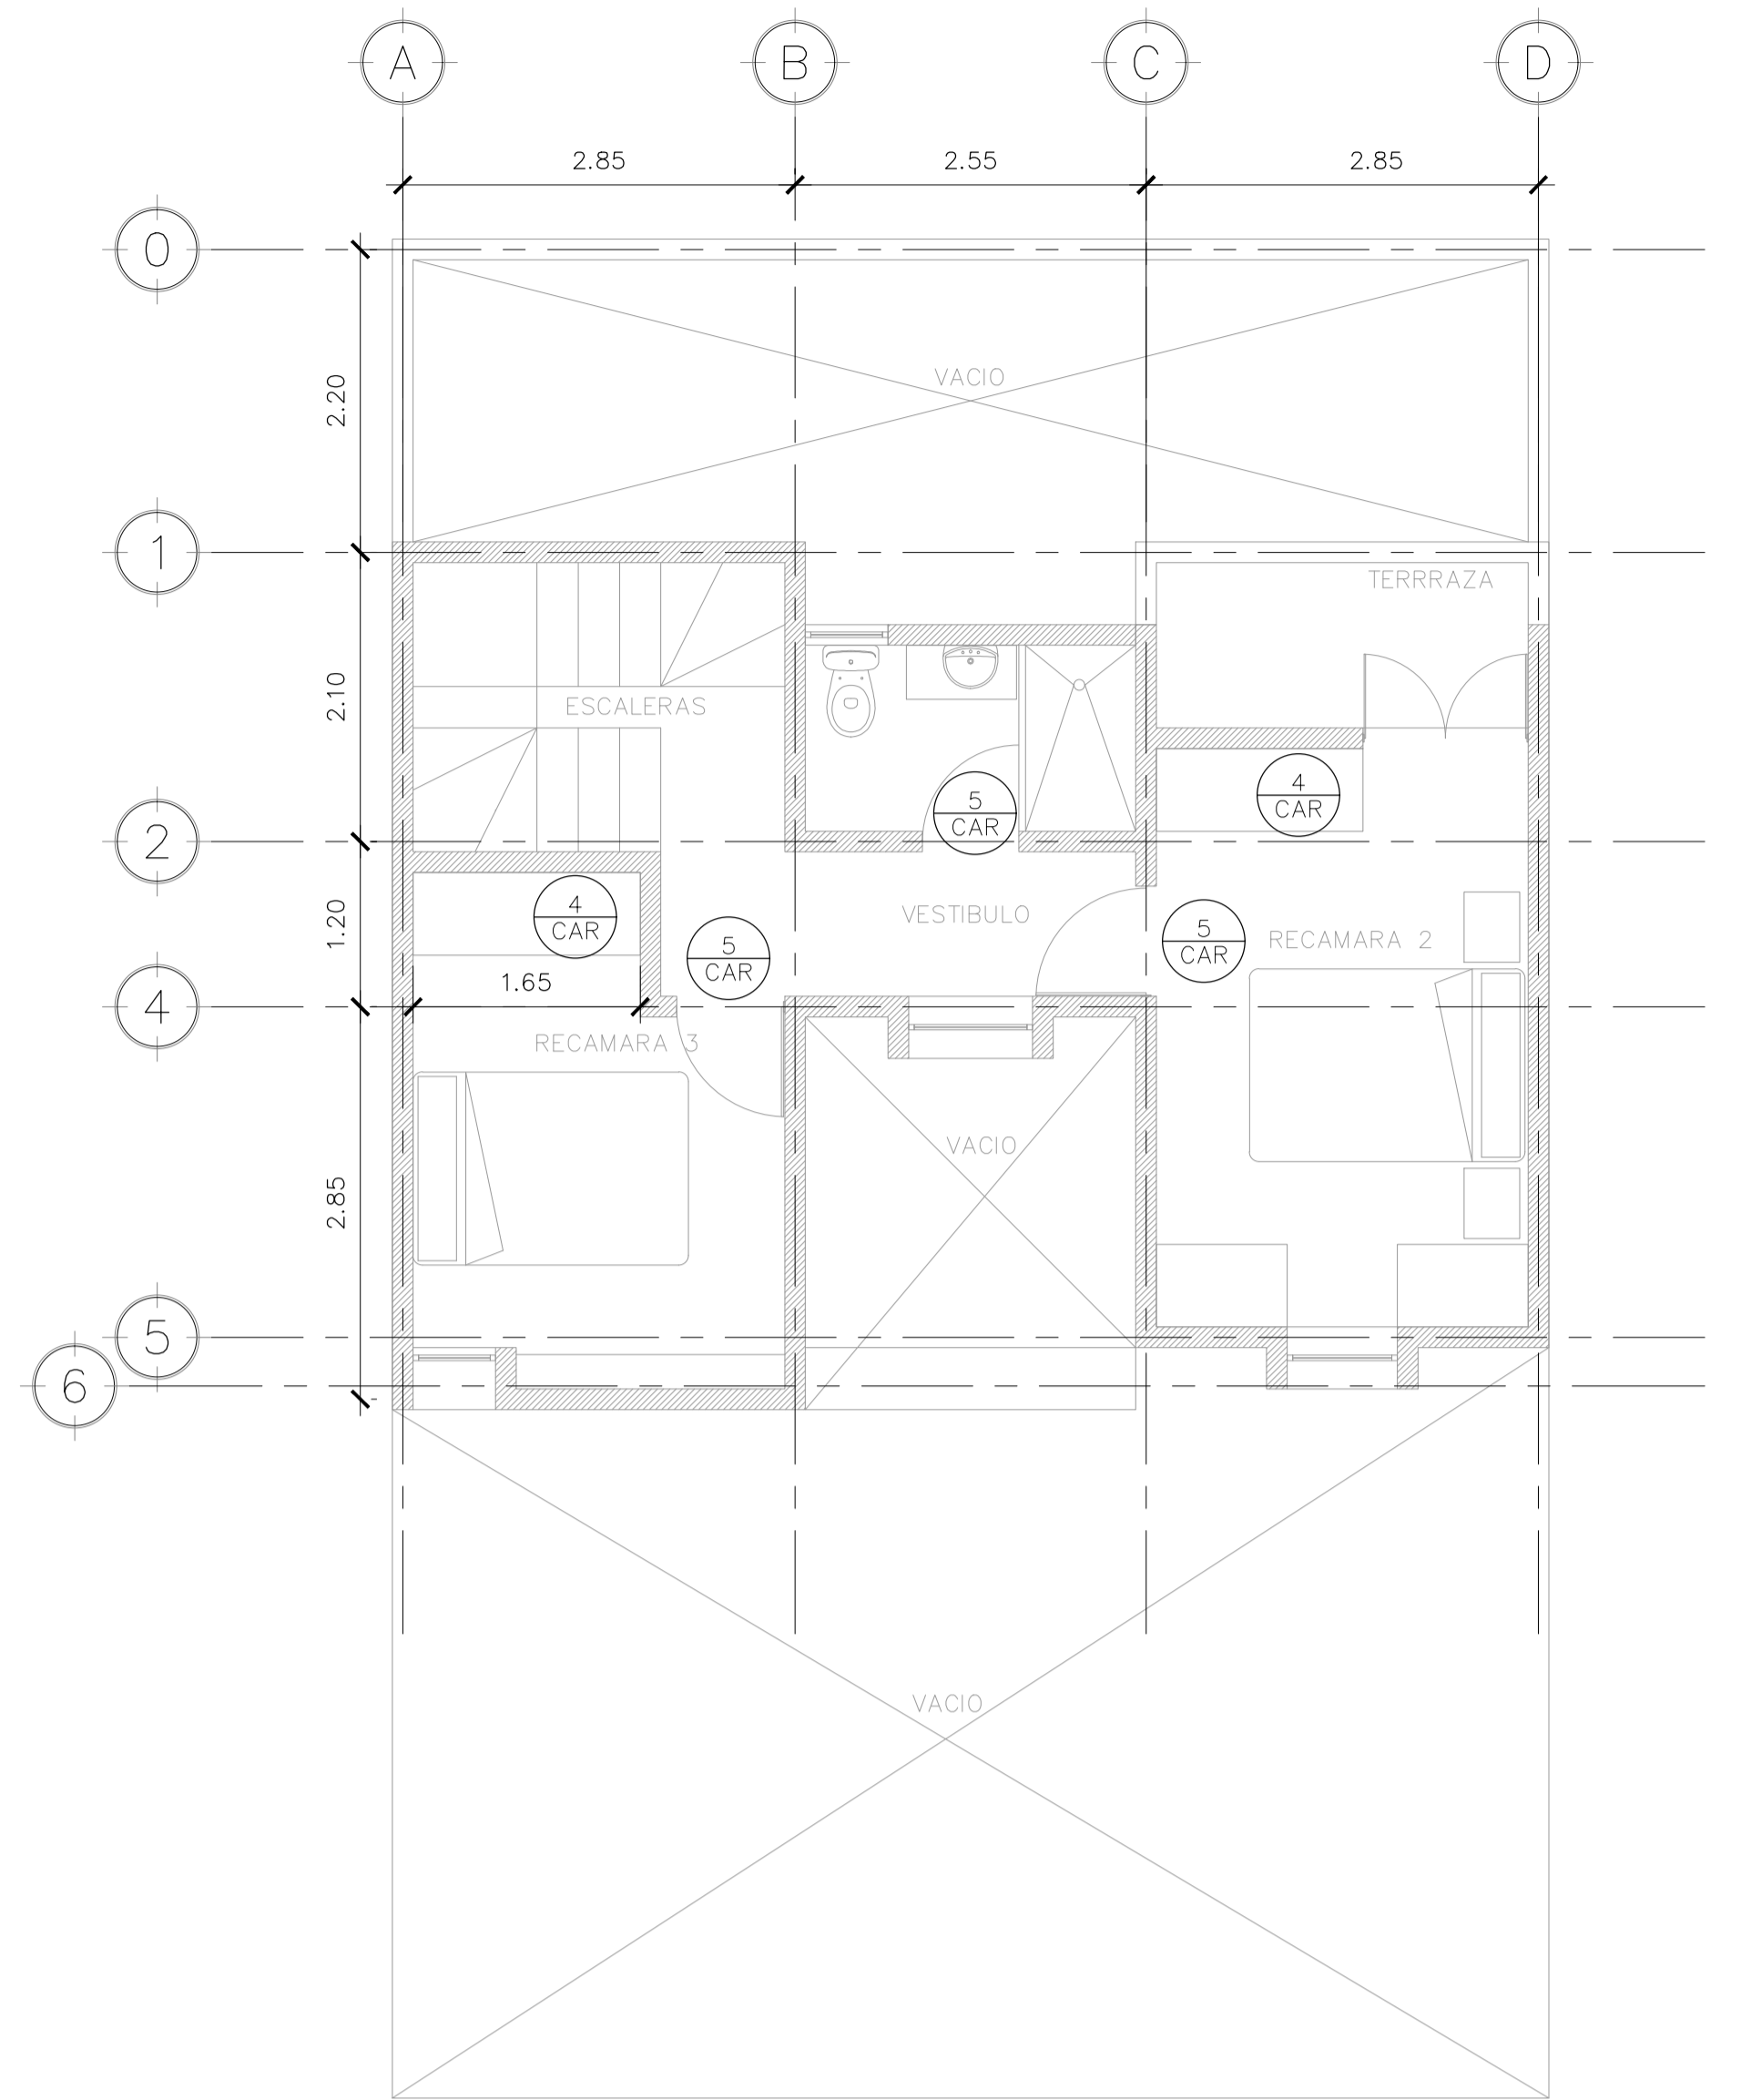 A
B
C
D
2.85
2.55
2.85
0
2.20
VACIO
1
TERRRAZA
2.10
ESCALERAS
4
CAR
5
CAR
2
4
CAR
1.20
VESTIBULO
5
CAR
5
CAR
RECAMARA 2
1.65
4
RECAMARA 3
VACIO
2.85
5
6
VACIO